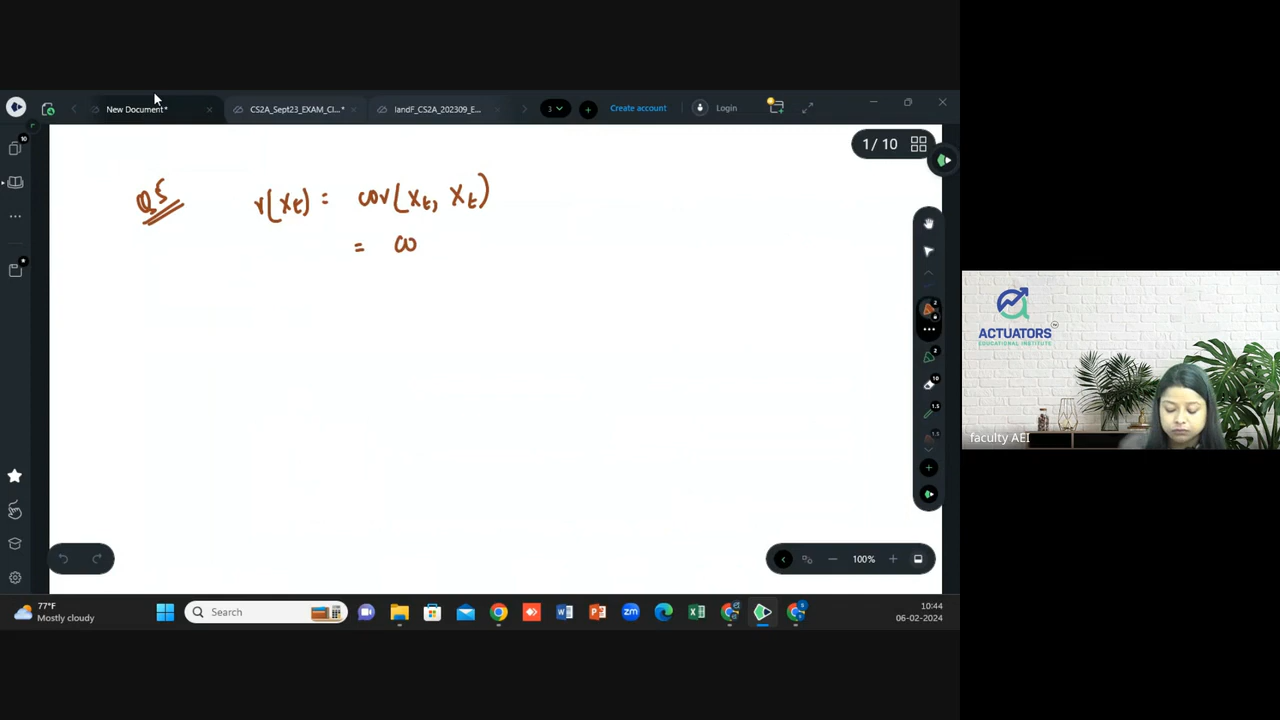 New Document*
CS2A_Sept23_EXAM_Cl...*
IandF_CS2A_202309_E...
3
Create account
Login
1 / 10
Q5 v(Xt) = cov(Xt, Xt)
= co
ACTUATORS
EDUCATIONAL INSTITUTE
faculty AEI
100%
77°F
Mostly cloudy
Search
10:44
06-02-2024